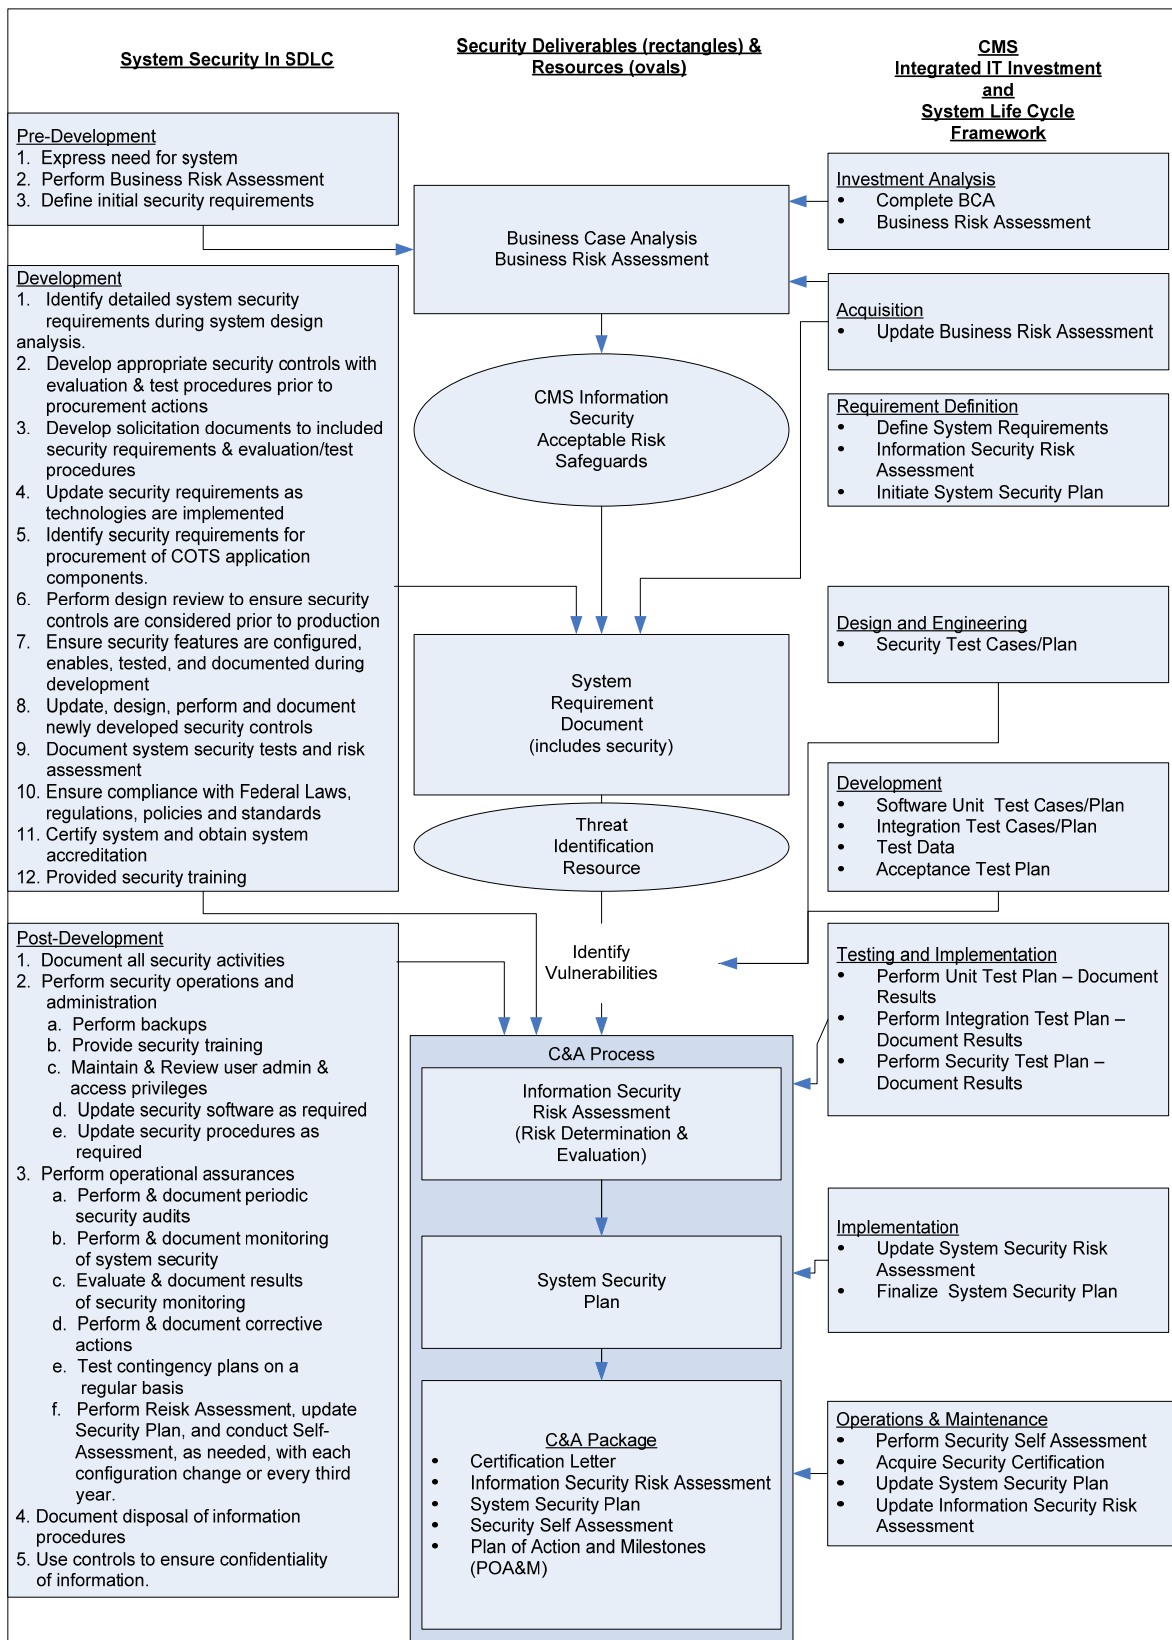 System Security In SDLC
Security Deliverables (rectangles) &
Resources (ovals)
CMS
Integrated IT Investment
and
System Life Cycle
Framework
Pre-Development
1. Express need for system
2. Perform Business Risk Assessment
3. Define initial security requirements
Development
1. Identify detailed system security
requirements during system design
analysis.
2. Develop appropriate security controls with
evaluation & test procedures prior to
procurement actions
3. Develop solicitation documents to included
security requirements & evaluation/test
procedures
4. Update security requirements as
technologies are implemented
5. Identify security requirements for
procurement of COTS application
components.
6. Perform design review to ensure security
controls are considered prior to production
7. Ensure security features are configured,
enables, tested, and documented during
development
8. Update, design, perform and document
newly developed security controls
9. Document system security tests and risk
assessment
10. Ensure compliance with Federal Laws,
regulations, policies and standards
11. Certify system and obtain system
accreditation
12. Provided security training
Post-Development
1. Document all security activities
2. Perform security operations and
administration
a. Perform backups
b. Provide security training
c. Maintain & Review user admin &
access privileges
d. Update security software as required
e. Update security procedures as
required
3. Perform operational assurances
a. Perform & document periodic
security audits
b. Perform & document monitoring
of system security
c. Evaluate & document results
of security monitoring
d. Perform & document corrective
actions
e. Test contingency plans on a
regular basis
f. Perform Reisk Assessment, update
Security Plan, and conduct Self-
Assessment, as needed, with each
configuration change or every third
year.
4. Document disposal of information
procedures
5. Use controls to ensure confidentiality
of information.
Business Case Analysis
Business Risk Assessment
CMS Information
Security
Acceptable Risk
Safeguards
System
Requirement
Document
(includes security)
Threat
Identification
Resource
Identify
Vulnerabilities
C&A Process
Information Security
Risk Assessment
(Risk Determination &
Evaluation)
System Security
Plan
C&A Package
• Certification Letter
• Information Security Risk Assessment
• System Security Plan
• Security Self Assessment
• Plan of Action and Milestones
(POA&M)
Investment Analysis
• Complete BCA
• Business Risk Assessment
Acquisition
• Update Business Risk Assessment
Requirement Definition
• Define System Requirements
• Information Security Risk
Assessment
• Initiate System Security Plan
Design and Engineering
• Security Test Cases/Plan
Development
• Software Unit Test Cases/Plan
• Integration Test Cases/Plan
• Test Data
• Acceptance Test Plan
Testing and Implementation
• Perform Unit Test Plan – Document
Results
• Perform Integration Test Plan –
Document Results
• Perform Security Test Plan –
Document Results
Implementation
• Update System Security Risk
Assessment
• Finalize System Security Plan
Operations & Maintenance
• Perform Security Self Assessment
• Acquire Security Certification
• Update System Security Plan
• Update Information Security Risk
Assessment